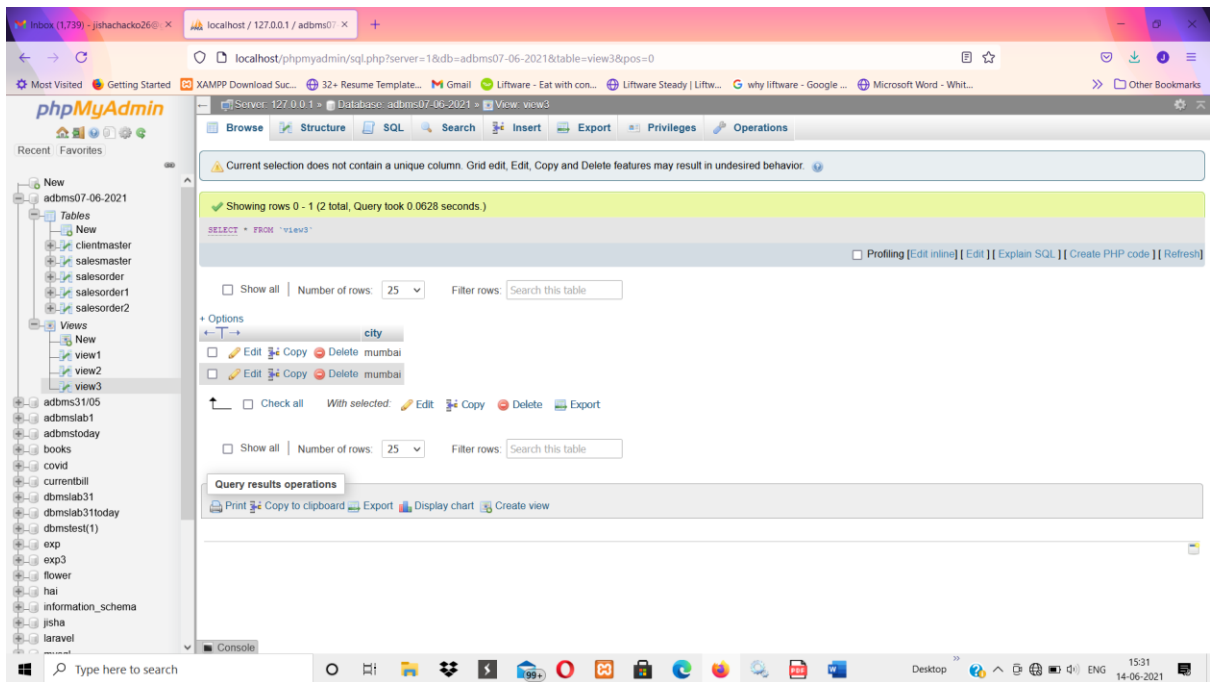 Inbox (1,739) - jishachacko26@
localhost / 127.0.0.1 / adbms07
localhost/phpmyadmin/sql.php?server=1&db=adbms07-06-2021&table=view3&pos=0
Most Visited Getting Started XAMPP Download Suc... 32+ Resume Template... Gmail Liftware - Eat with con... Liftware Steady | Liftw... why liftware - Google ... Microsoft Word - Whit... Other Bookmarks
phpMyAdmin
Recent Favorites
New
adbms07-06-2021
Tables
New
clientmaster
salesmaster
salesorder
salesorder1
salesorder2
Views
New
view1
view2
view3
adbms31/05
adbmslab1
adbmstoday
books
covid
currentbill
dbmslab31
dbmslab31today
dbmstest(1)
exp
exp3
flower
hai
information_schema
jisha
laravel
mysql
Server: 127.0.0.1 » Database: adbms07-06-2021 » View: view3
Browse Structure SQL Search Insert Export Privileges Operations
Current selection does not contain a unique column. Grid edit, Edit, Copy and Delete features may result in undesired behavior.
Showing rows 0 - 1 (2 total, Query took 0.0628 seconds.)
SELECT * FROM `view3`
Profiling [Edit inline] [ Edit ] [ Explain SQL ] [ Create PHP code ] [ Refresh]
Show all | Number of rows: 25 Filter rows: Search this table
+ Options
←T→ city
Edit Copy Delete mumbai
Edit Copy Delete mumbai
Check all With selected: Edit Copy Delete Export
Show all | Number of rows: 25 Filter rows: Search this table
Query results operations
Print Copy to clipboard Export Display chart Create view
Console
Type here to search
99+
Desktop
ENG
15:31
14-06-2021